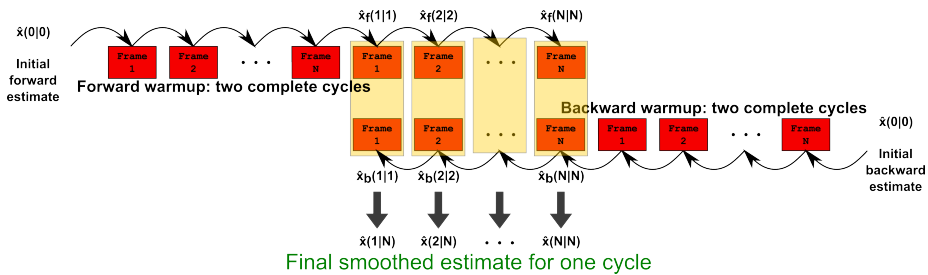 x̂f(1|1) x̂f(2|2) x̂f(N|N)
x̂(0|0)
Initial
forward
estimate
Frame
1
Frame
2
. . .
Frame
N
Frame
1
Frame
2
. . .
Frame
N
Forward warmup: two complete cycles
Backward warmup: two complete cycles
Frame
1
Frame
2
. . .
Frame
N
Frame
1
Frame
2
. . .
Frame
N
x̂(0|0)
Initial
backward
estimate
x̂b(1|1) x̂b(2|2) x̂b(N|N)
x̂(1|N) x̂(2|N) . . . x̂(N|N)
Final smoothed estimate for one cycle